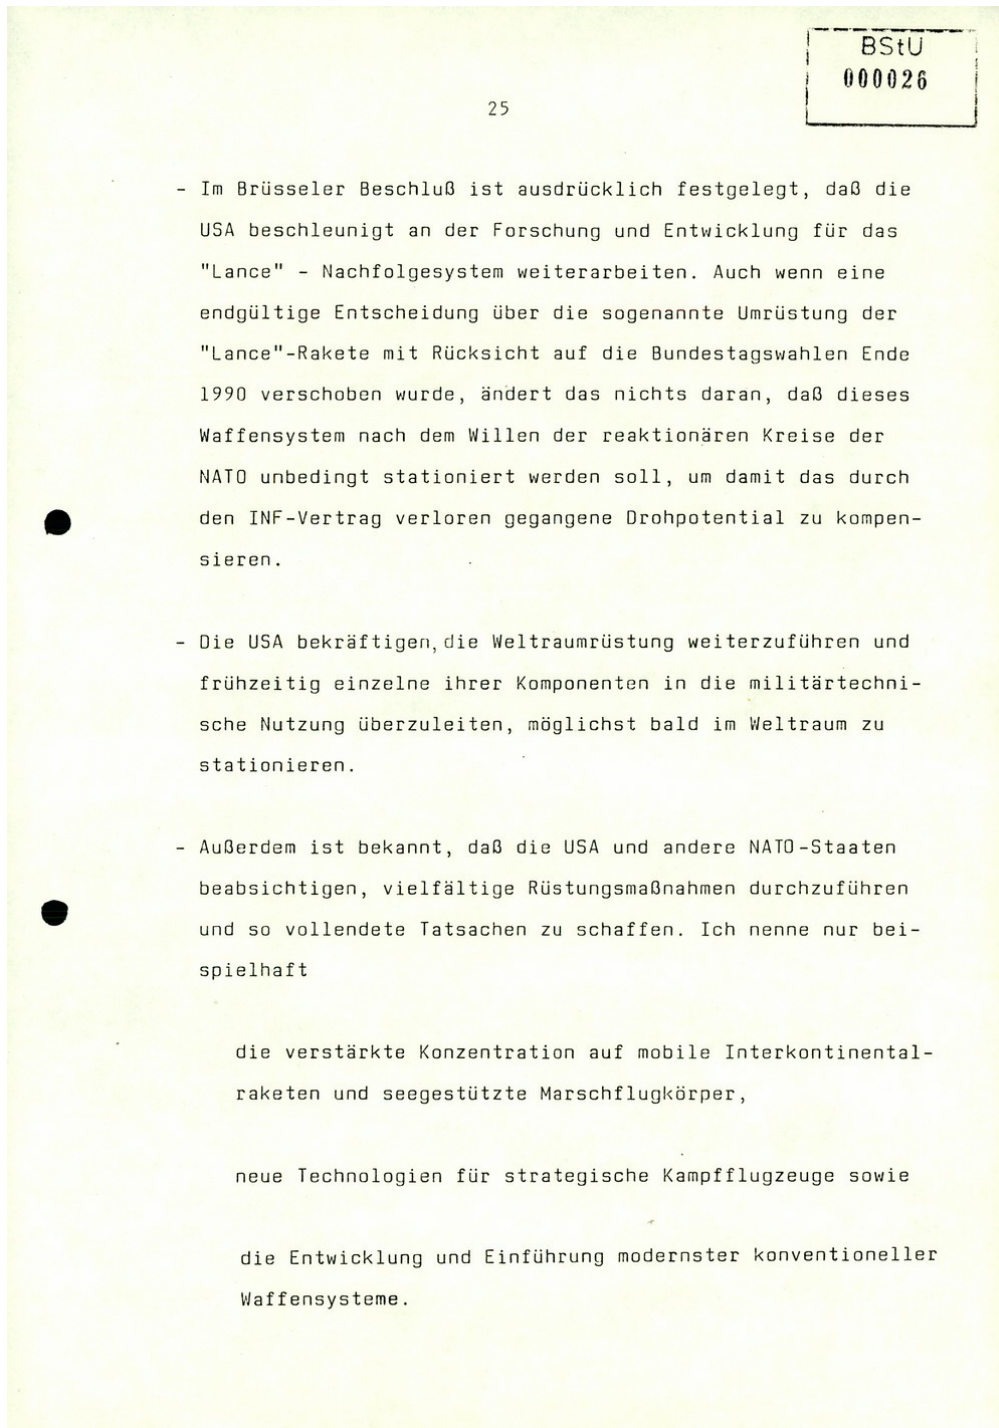 BStU
000026
25
- Im Brüsseler Beschluß ist ausdrücklich festgelegt, daß die
USA beschleunigt an der Forschung und Entwicklung für das
"Lance" - Nachfolgesystem weiterarbeiten. Auch wenn eine
endgültige Entscheidung über die sogenannte Umrüstung der
"Lance"-Rakete mit Rücksicht auf die Bundestagswahlen Ende
1990 verschoben wurde, ändert das nichts daran, daß dieses
Waffensystem nach dem Willen der reaktionären Kreise der
NATO unbedingt stationiert werden soll, um damit das durch
den INF-Vertrag verloren gegangene Drohpotential zu kompen-
sieren.
- Die USA bekräftigen, die Weltraumrüstung weiterzuführen und
frühzeitig einzelne ihrer Komponenten in die militärtechni-
sche Nutzung überzuleiten, möglichst bald im Weltraum zu
stationieren.
- Außerdem ist bekannt, daß die USA und andere NATO-Staaten
beabsichtigen, vielfältige Rüstungsmaßnahmen durchzuführen
und so vollendete Tatsachen zu schaffen. Ich nenne nur bei-
spielhaft
die verstärkte Konzentration auf mobile Interkontinental-
raketen und seegestützte Marschflugkörper,
neue Technologien für strategische Kampfflugzeuge sowie
die Entwicklung und Einführung modernster konventioneller
Waffensysteme.